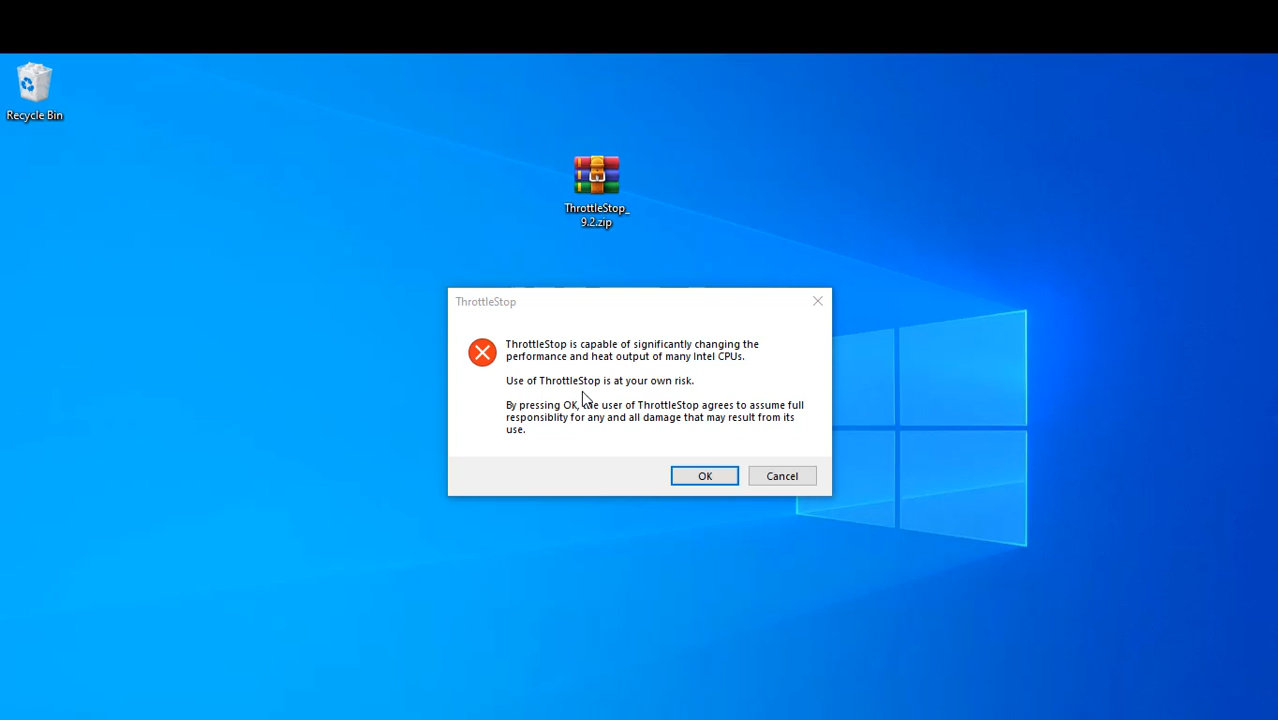 Recycle Bin
ThrottleStop_
9.2.zip
ThrottleStop
ThrottleStop is capable of significantly changing the
performance and heat output of many Intel CPUs.
Use of ThrottleStop is at your own risk.
By pressing OK, the user of ThrottleStop agrees to assume full
responsiblity for any and all damage that may result from its
use.
OK
Cancel